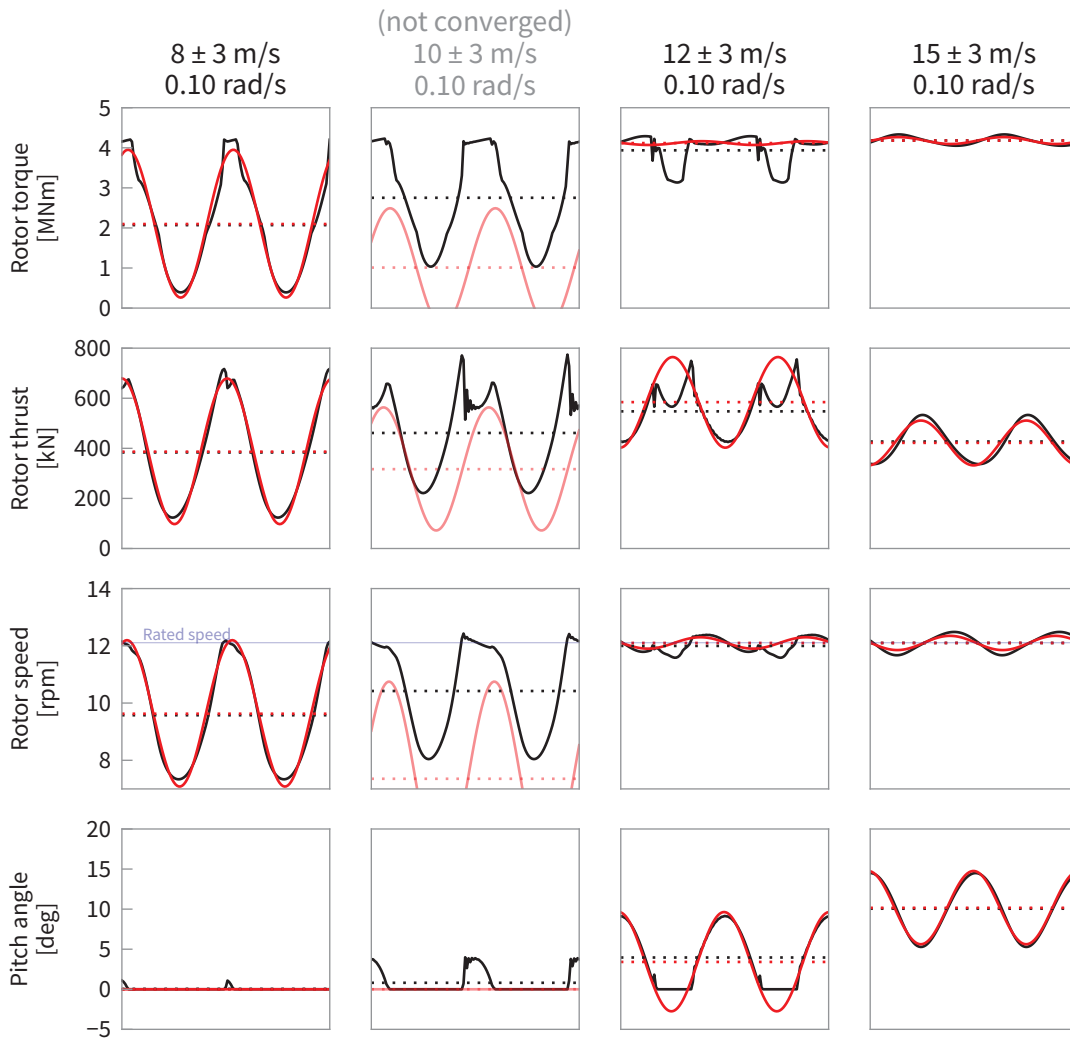 (not converged)
8 ± 3 m/s 10 ± 3 m/s 12 ± 3 m/s 15 ± 3 m/s
0.10 rad/s 0.10 rad/s 0.10 rad/s 0.10 rad/s
Rotor torque
[MNm]
5
4
3
2
1
0
Rotor thrust
[kN]
800
600
400
200
0
Rotor speed
[rpm]
14
12
10
8
Rated speed
Pitch angle
[deg]
20
15
10
5
0
−5